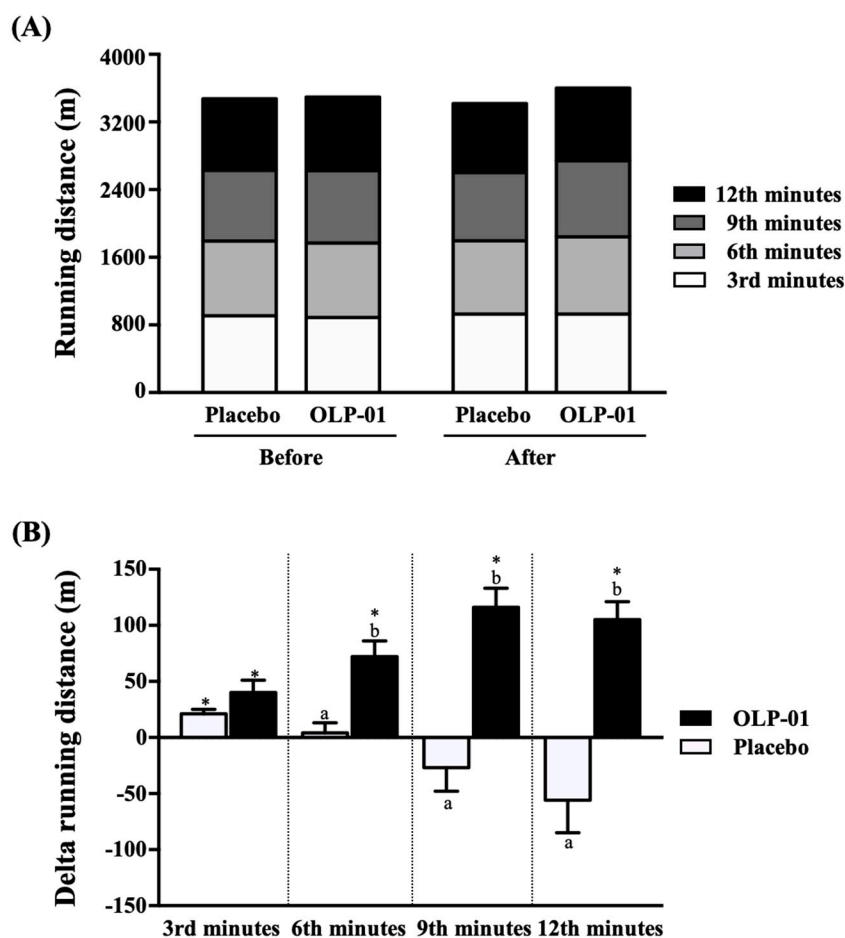 (A)
Running distance (m)
4000
3200
2400
1600
800
0
12th minutes
9th minutes
6th minutes
3rd minutes
Placebo OLP-01 Placebo OLP-01
Before After
(B)
Delta running distance (m)
150
100
50
0
-50
-100
-150
* * a * b a * b a * b
OLP-01
Placebo
3rd minutes 6th minutes 9th minutes 12th minutes